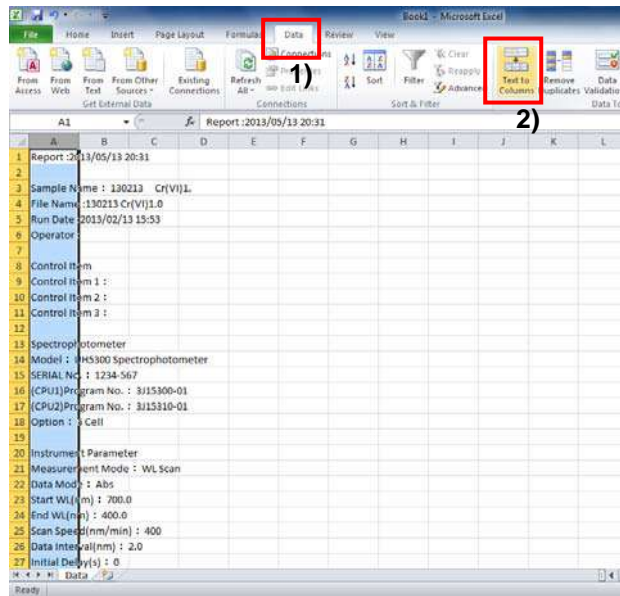 Book1 - Microsoft Excel
File Home Insert Page Layout Formulas Data Review View
From Access From Web From Text From Other Sources Existing Connections Refresh All Connections Properties Edit Links Sort Filter Clear Reapply Advanced Text to Columns Remove Duplicates Data Validation
1)
Get External Data Connections Sort & Filter Data To
2)
A1 fx Report :2013/05/13 20:31
A B C D E F G H I J K L
1 Report :2013/05/13 20:31
2
3 Sample Name : 130213 Cr(VI)1.
4 File Name :130213 Cr(VI)1.0
5 Run Date :2013/02/13 15:53
6 Operator :
7
8 Control Item
9 Control Item 1 :
10 Control Item 2 :
11 Control Item 3 :
12
13 Spectrophotometer
14 Model : UH5300 Spectrophotometer
15 SERIAL No. : 1234-567
16 (CPU1)Program No. : 3J15300-01
17 (CPU2)Program No. : 3J15310-01
18 Option : Cell
19
20 Instrument Parameter
21 Measurement Mode : WL Scan
22 Data Mode : Abs
23 Start WL(nm) : 700.0
24 End WL(nm) : 400.0
25 Scan Speed(nm/min) : 400
26 Data Interval(nm) : 2.0
27 Initial Delay(s) : 0
Data
Ready